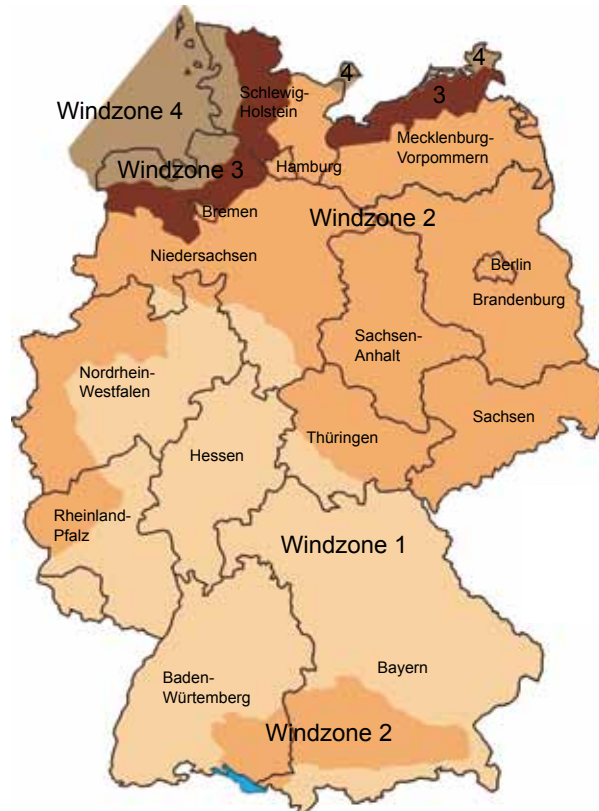 4
4
Schlewig-
Holstein
3
Windzone 4
Mecklenburg-
Vorpommern
Windzone 3
Hamburg
Bremen
Windzone 2
Niedersachsen
Berlin
Brandenburg
Sachsen-
Anhalt
Nordrhein-
Westfalen
Sachsen
Thüringen
Hessen
Rheinland-
Pfalz
Windzone 1
Bayern
Baden-
Würtemberg
Windzone 2